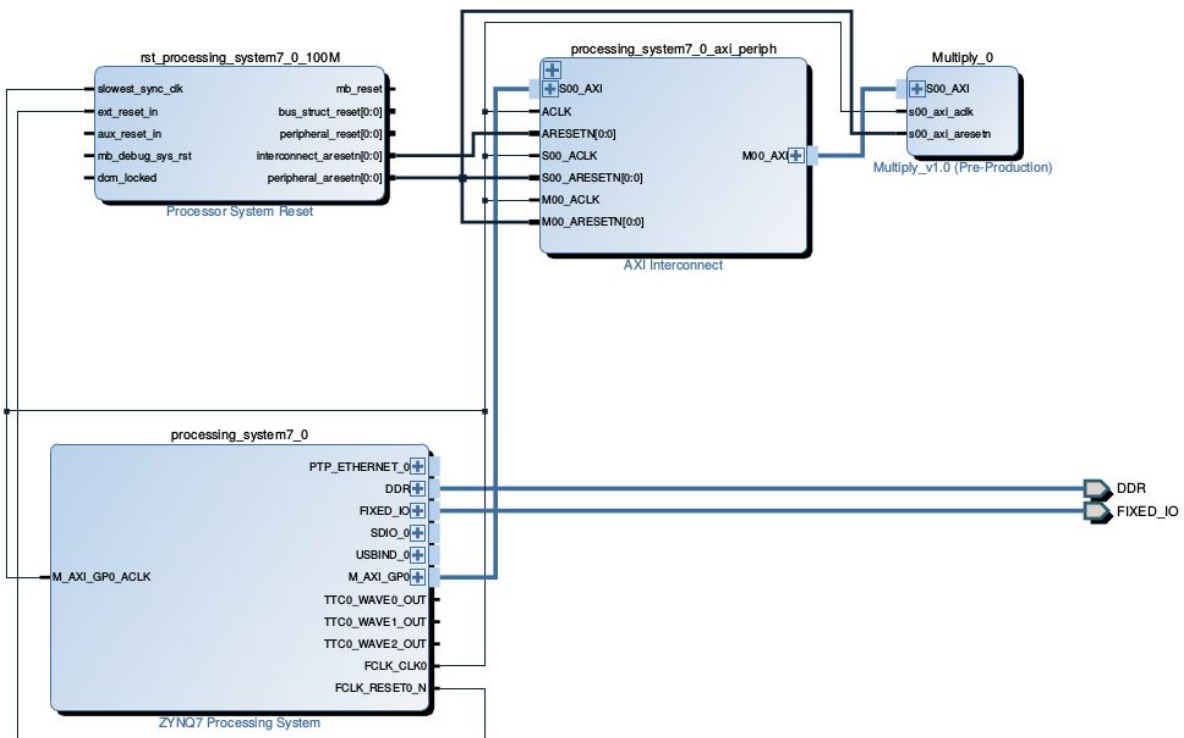 rst_processing_system7_0_100M
slowest_sync_clk
mb_reset
ext_reset_in
bus_struct_reset[0:0]
aux_reset_in
peripheral_reset[0:0]
mb_debug_sys_rst
interconnect_aresetn[0:0]
dcm_locked
peripheral_aresetn[0:0]
Processor System Reset
processing_system7_0_axi_periph
S00_AXI
ACLK
ARESETN[0:0]
S00_ACLK
M00_AXI
S00_ARESETN[0:0]
M00_ACLK
M00_ARESETN[0:0]
AXI Interconnect
Multiply_0
S00_AXI
s00_axi_aclk
s00_axi_aresetn
Multiply_v1.0 (Pre-Production)
processing_system7_0
PTP_ETHERNET_0
DDR
FIXED_IO
SDIO_0
USBIND_0
M_AXI_GP0_ACLK
M_AXI_GP0
TTC0_WAVE0_OUT
TTC0_WAVE1_OUT
TTC0_WAVE2_OUT
FCLK_CLK0
FCLK_RESET0_N
ZYNQ7 Processing System
DDR
FIXED_IO